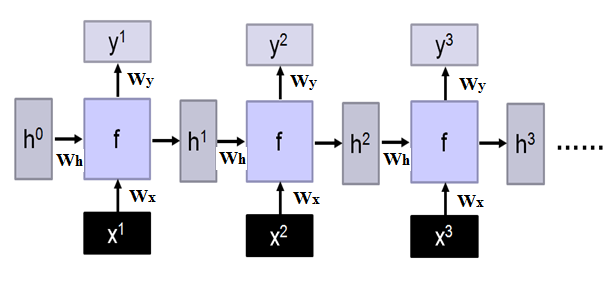 y¹ y² y³
Wy Wy Wy
h⁰ f h¹ f h² f h³ ......
Wh Wh Wh
Wx Wx Wx
x¹ x² x³